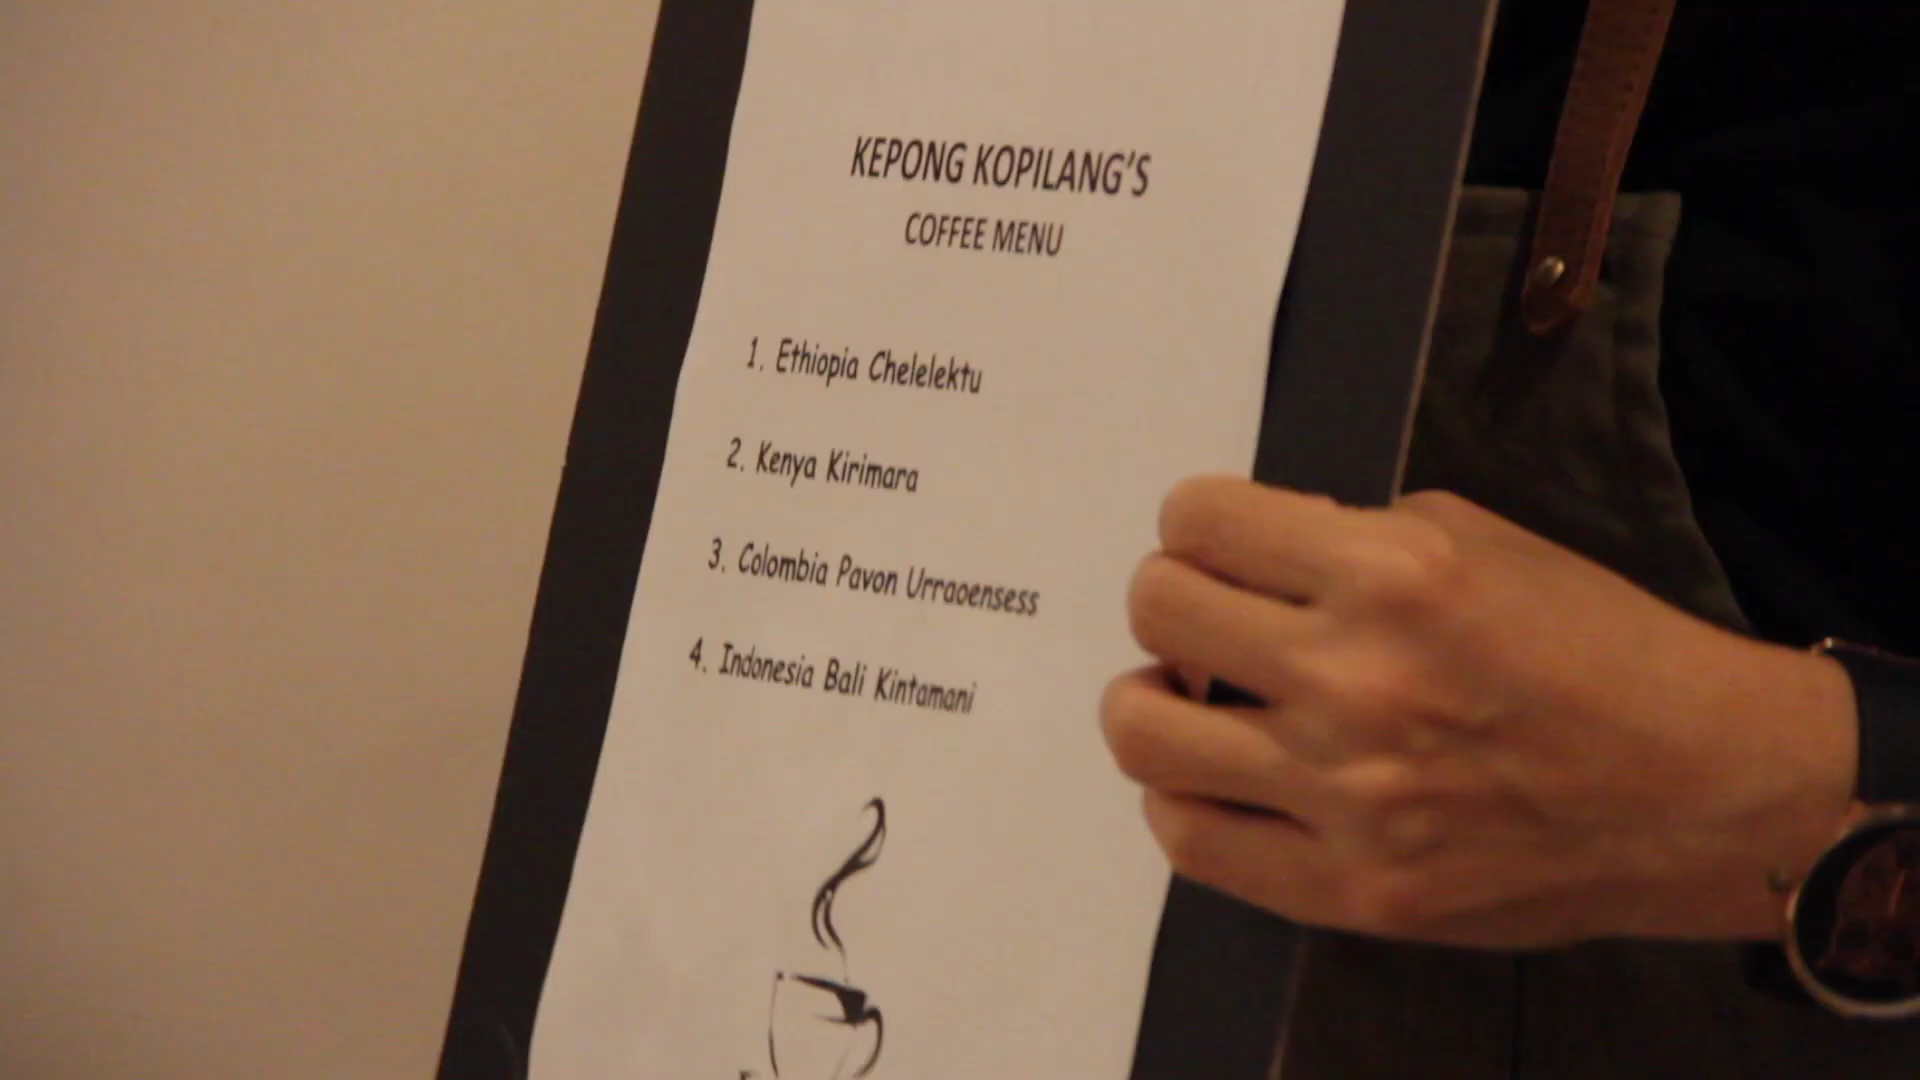 KEPONG KOPILANG'S
COFFEE MENU
1. Ethiopia Chelelektu
2. Kenya Kirimara
3. Colombia Pavon Urraoensess
4. Indonesia Bali Kintamani